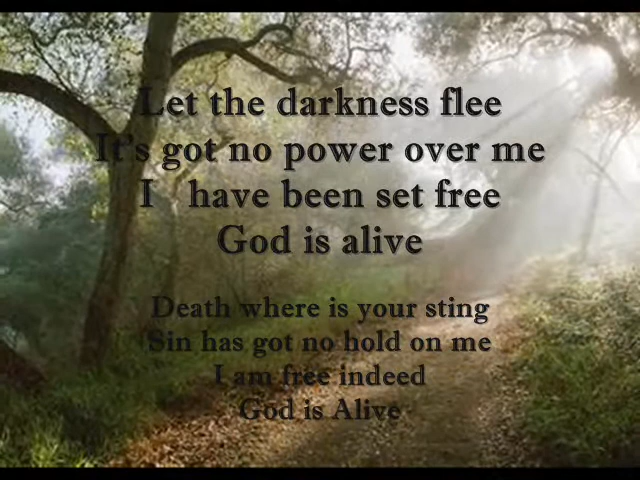 Let the darkness flee
It's got no power over me
I have been set free
God is alive
Death where is your sting
Sin has got no hold on me
I am free indeed
God is Alive